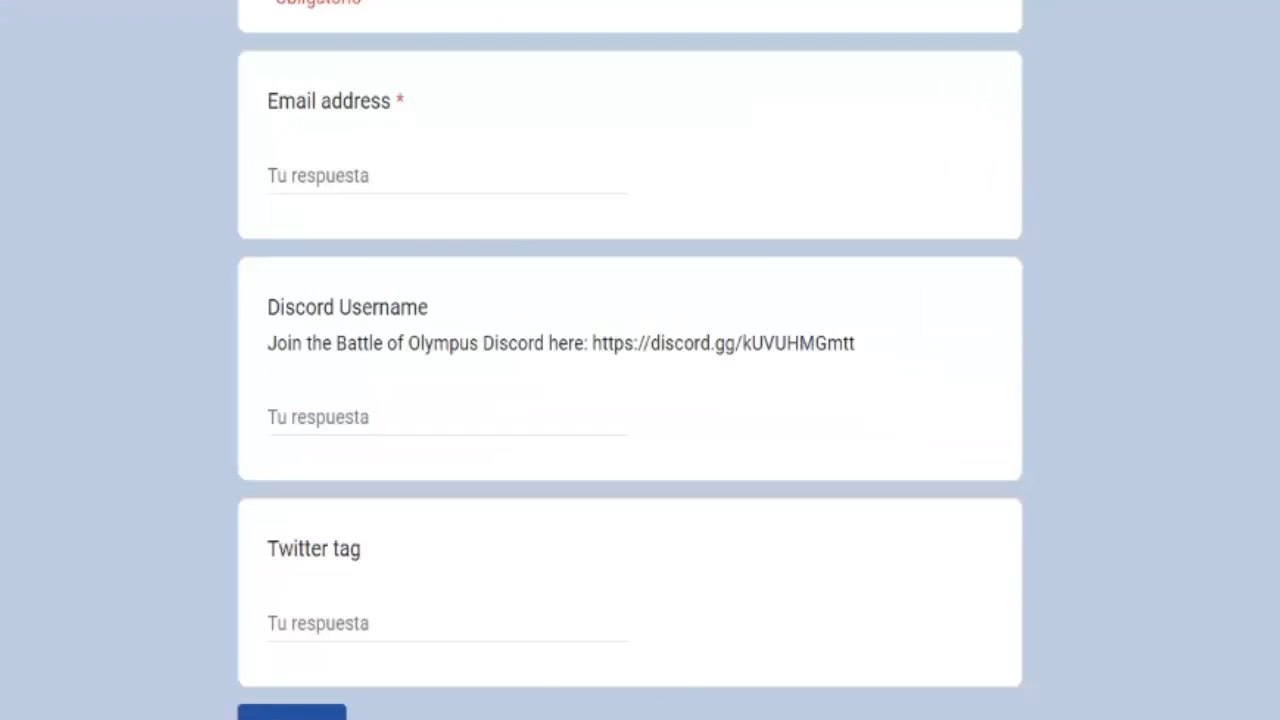 Obligatorio
Email address *
Tu respuesta
Discord Username
Join the Battle of Olympus Discord here: https://discord.gg/kUVUHMGmtt
Tu respuesta
Twitter tag
Tu respuesta